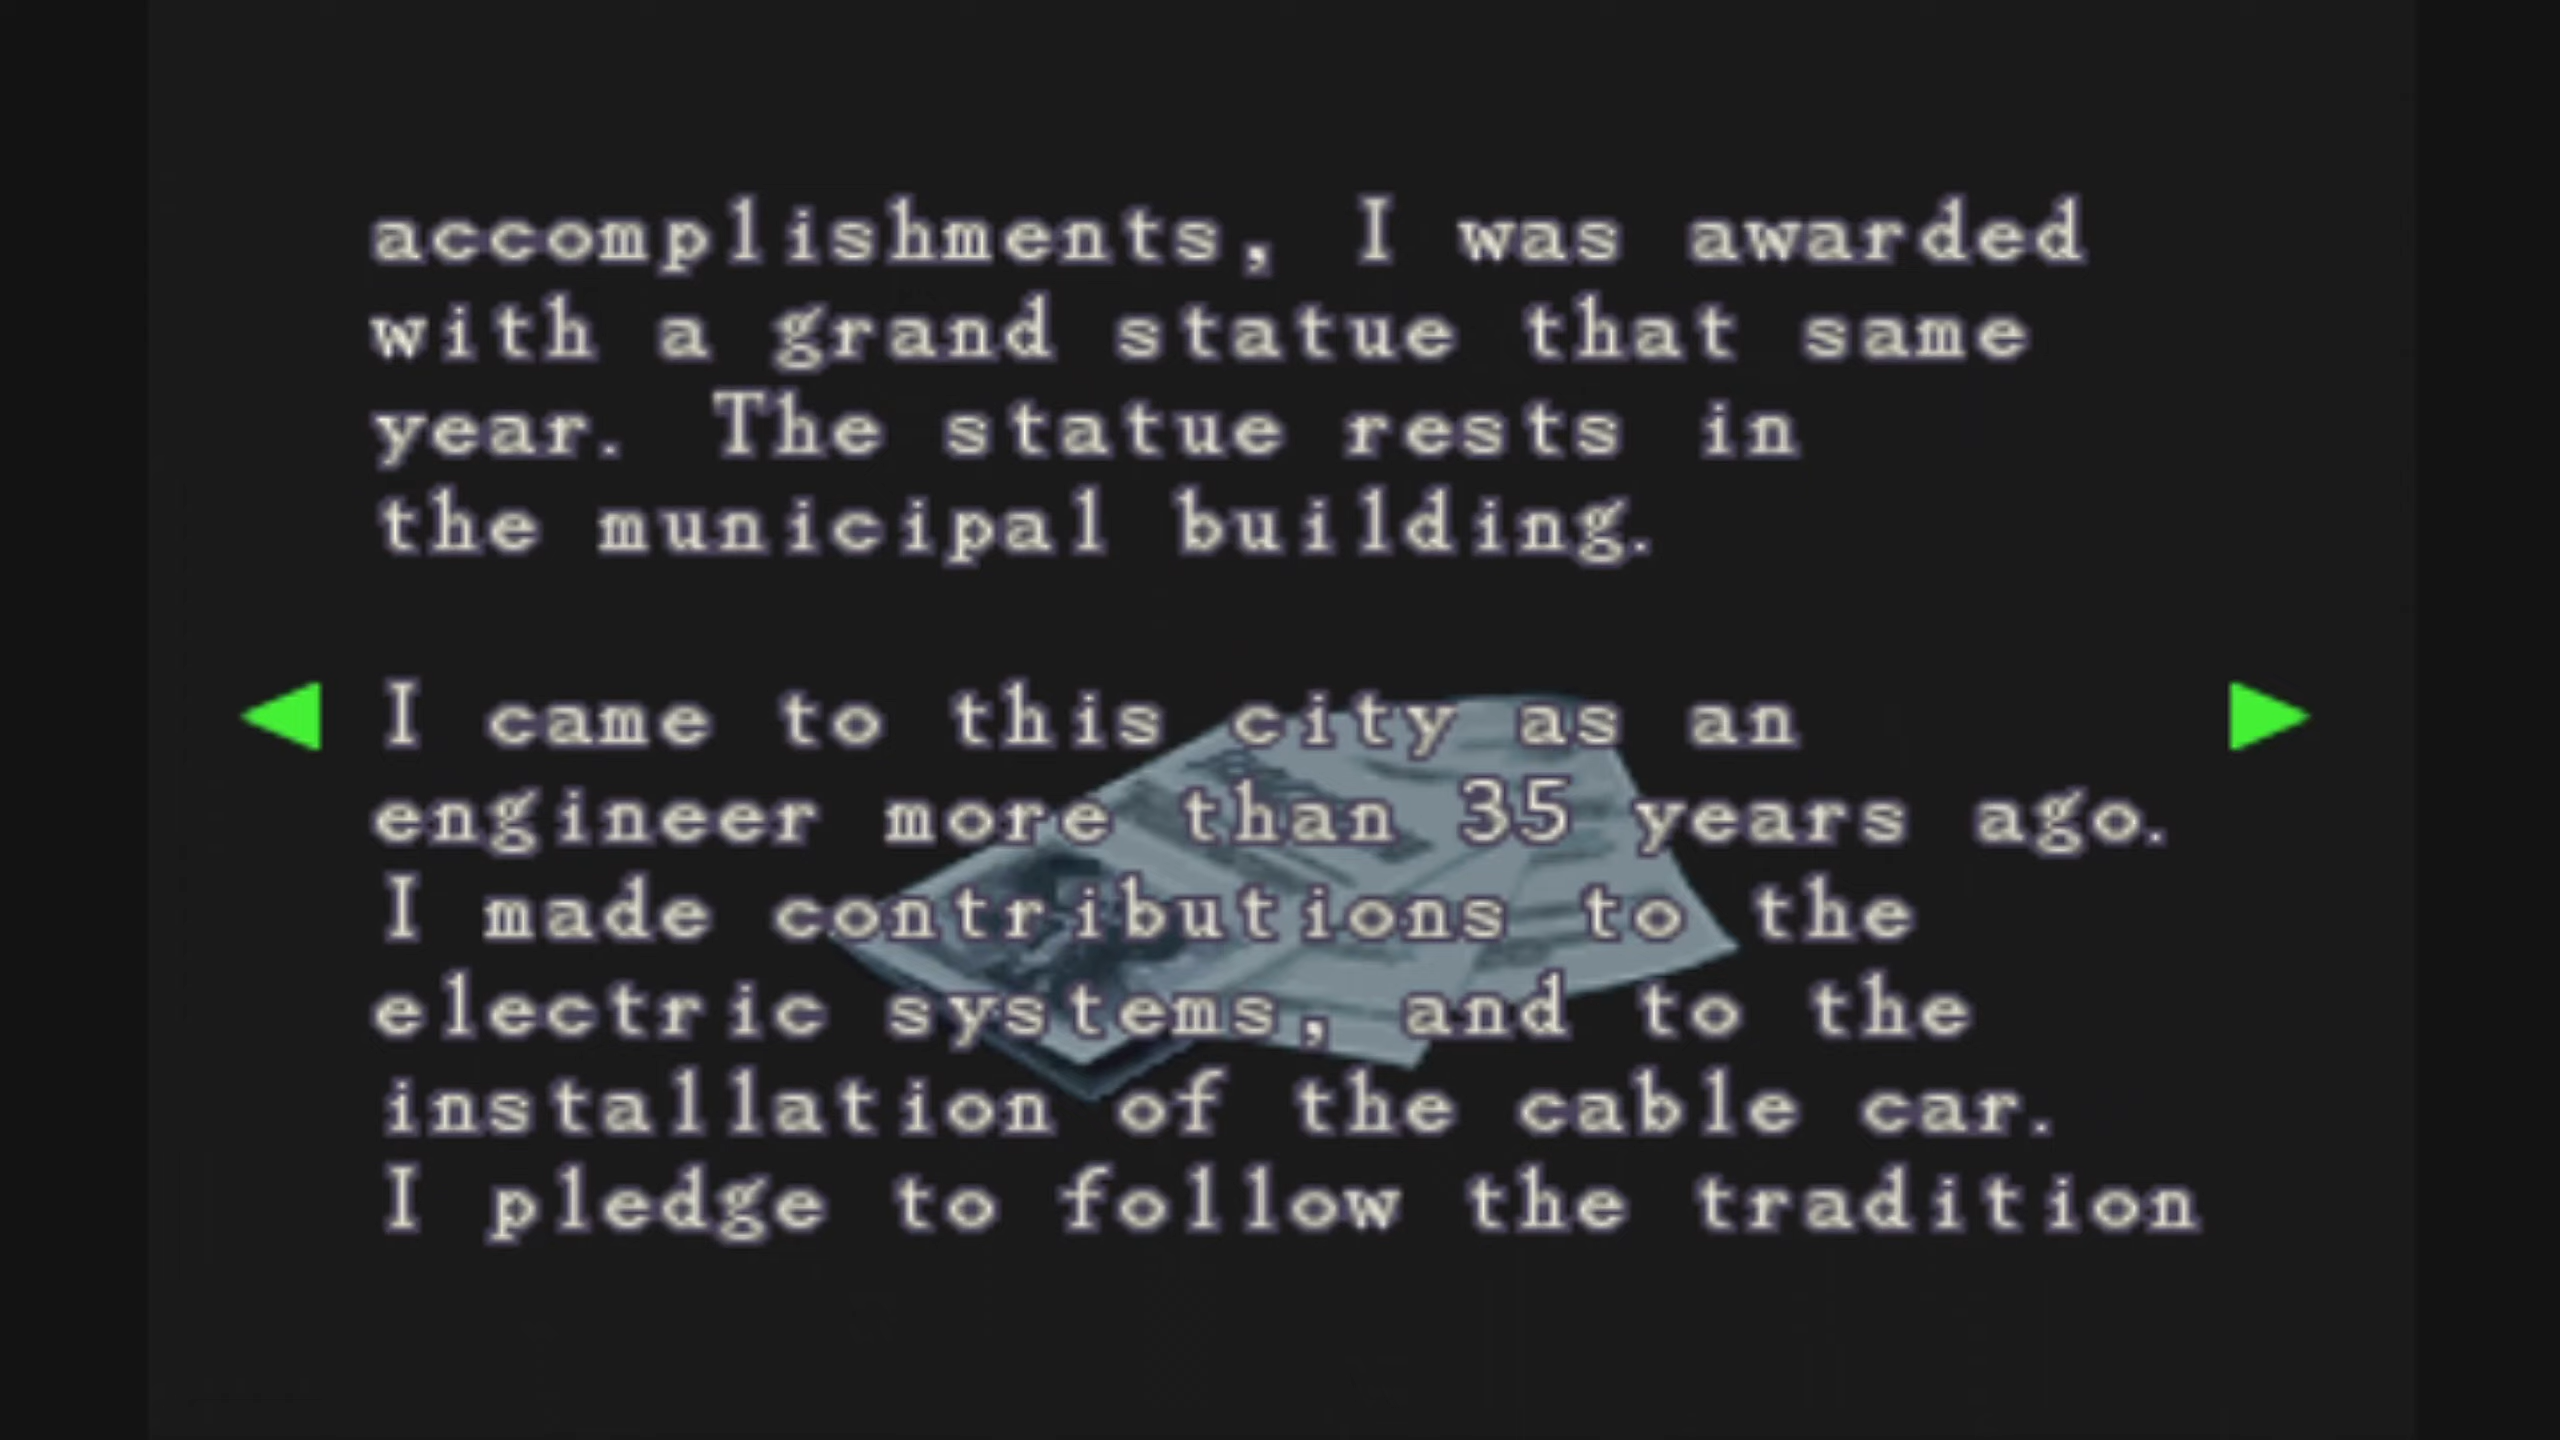 accomplishments, I was awarded
with a grand statue that same
year. The statue rests in
the municipal building.
I came to this city as an
engineer more than 35 years ago.
I made contributions to the
electric systems, and to the
installation of the cable car.
I pledge to follow the tradition